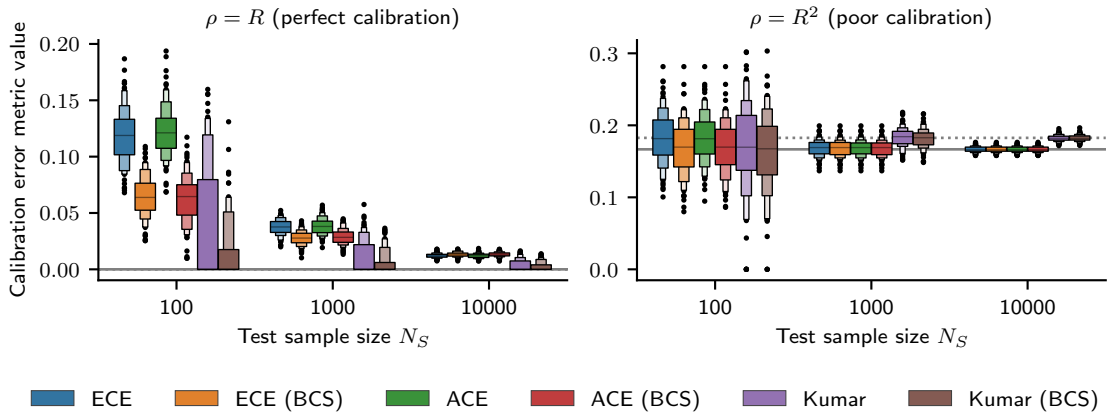 ρ = R (perfect calibration)
ρ = R² (poor calibration)
Calibration error metric value
0.20
0.15
0.10
0.05
0.00
100
1000
10000
Test sample size N_S
0.3
0.2
0.1
0.0
100
1000
10000
Test sample size N_S
ECE
ECE (BCS)
ACE
ACE (BCS)
Kumar
Kumar (BCS)